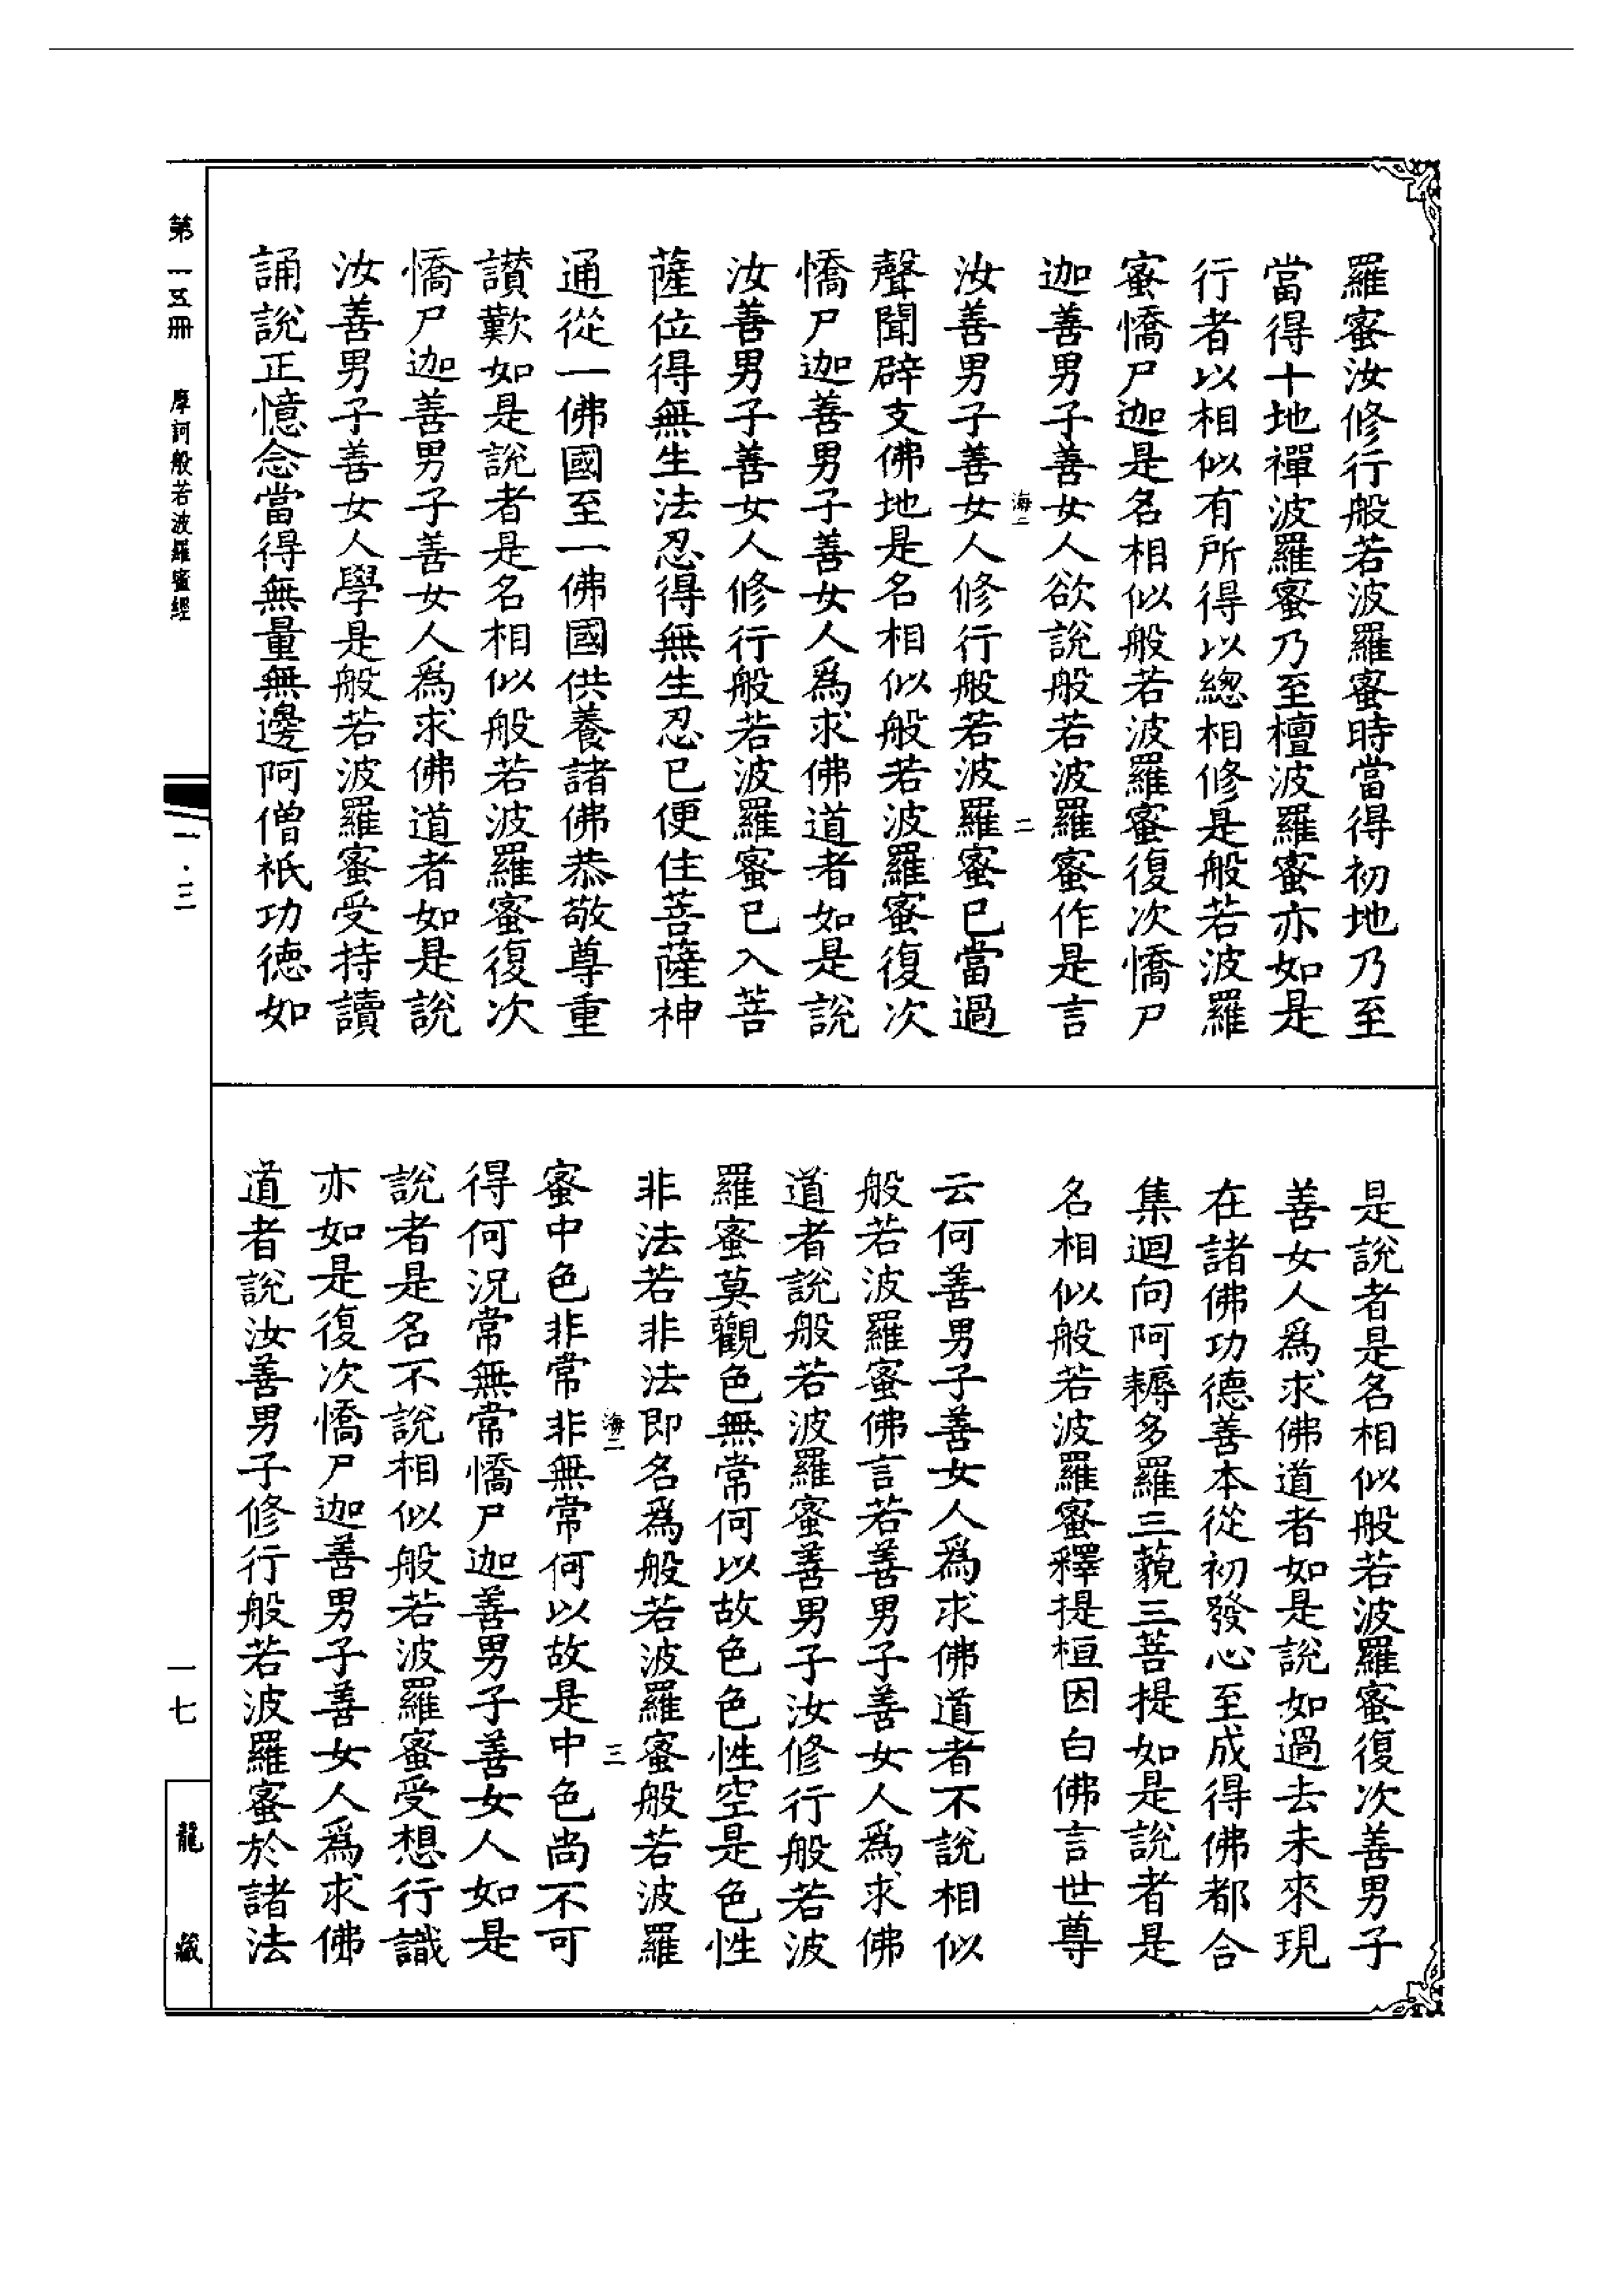 羅蜜汝修行般若波羅蜜時當得初地乃至
當得十地禪波羅蜜乃至檀波羅蜜亦如是
行者以相似有所得以總相修是般若波羅
蜜憍尸迦是名相似般若波羅蜜復次憍尸
迦善男子善女人欲說般若波羅蜜作是言
海二 二
汝善男子善女人修行般若波羅蜜已當過
聲聞辟支佛地是名相似般若波羅蜜復次
憍尸迦善男子善女人爲求佛道者如是說
汝善男子善女人修行般若波羅蜜已入菩
薩位得無生法忍得無生忍已便住菩薩神
通從一佛國至一佛國供養諸佛恭敬尊重
讃歎如是說者是名相似般若波羅蜜復次
憍尸迦善男子善女人爲求佛道者如是說
汝善男子善女人學是般若波羅蜜受持讀
誦說正憶念當得無量無邊阿僧祇功德如
是說者是名相似般若波羅蜜復次善男子
善女人爲求佛道者如是說如過去未來現
在諸佛功德善本從初發心至成得佛都合
集迴向阿耨多羅三藐三菩提如是說者是
名相似般若波羅蜜釋提桓因白佛言世尊
云何善男子善女人爲求佛道者不說相似
般若波羅蜜佛言若善男子善女人爲求佛
道者說般若波羅蜜善男子汝修行般若波
羅蜜莫觀色無常何以故色色性空是色性
非法若非法即名爲般若波羅蜜般若波羅
海二 三
蜜中色非常非無常何以故是中色尚不可
得何況常無常憍尸迦善男子善女人如是
說者是名不說相似般若波羅蜜受想行識
亦如是復次憍尸迦善男子善女人爲求佛
道者說汝善男子修行般若波羅蜜於諸法
第一五冊 摩訶般若波羅蜜經 一·三 一七 龍藏